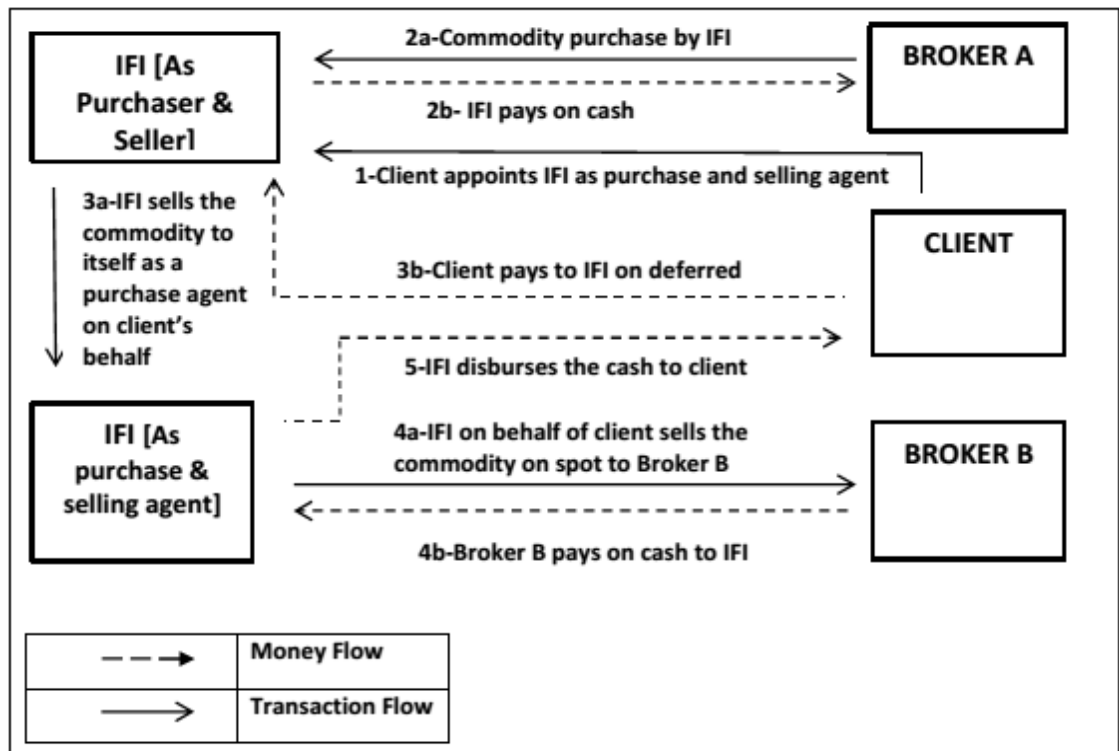 IFI [As
Purchaser &
Seller]
2a-Commodity purchase by IFI
BROKER A
2b- IFI pays on cash
1-Client appoints IFI as purchase and selling agent
3a-IFI sells the
commodity to
itself as a
purchase agent
on client's
behalf
CLIENT
3b-Client pays to IFI on deferred
5-IFI disburses the cash to client
IFI [As
purchase &
selling agent]
4a-IFI on behalf of client sells the
commodity on spot to Broker B
BROKER B
4b-Broker B pays on cash to IFI
Money Flow
Transaction Flow